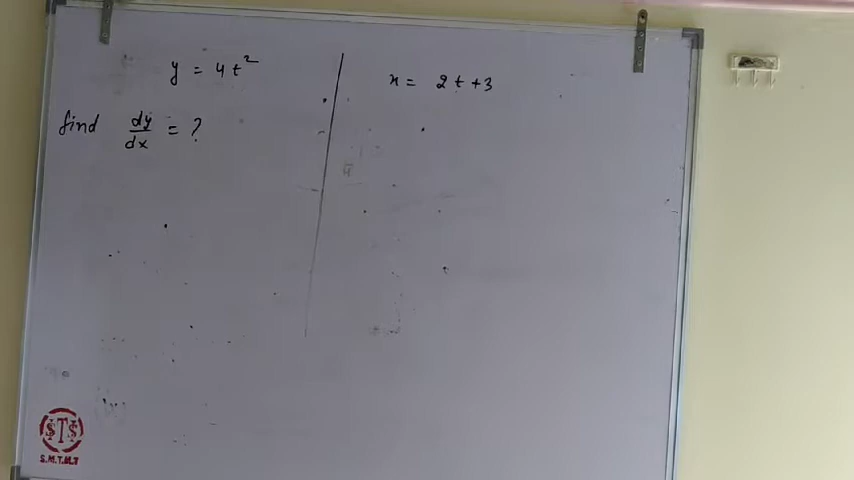 y = 4t²
x = 2t+3
find dy/dx = ?
STS
S.M.T.M.T